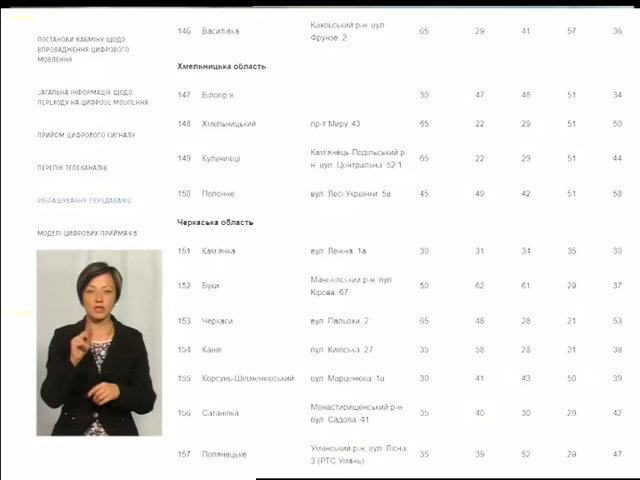 ПОСТАНОВИ КАБМІНУ ЩОДО
ВПРОВАДЖЕННЯ ЦИФРОВОГО
МОВЛЕННЯ
ЗАГАЛЬНА ІНФОРМАЦІЯ ЩОДО
ПЕРЕХОДУ НА ЦИФРОВЕ МОВЛЕННЯ
ПРИЙОМ ЦИФРОВОГО СИГНАЛУ
ПЕРЕЛІК ТЕЛЕКАНАЛІВ
РОЗТАШУВАННЯ ПЕРЕДАВАЧІВ
МОДЕЛІ ЦИФРОВИХ ПРИЙМАЧІВ
146 Василівка Каховський р-н, вул. Фрунзе, 2 65 29 41 57 36
Хмельницька область
147 Білогір'я 30 47 48 51 34
148 Хмельницький пр-т Миру, 43 65 22 29 51 50
149 Кульчиївці Кам'янець-Подільський р-н, вул. Центральна, 52/1 65 22 29 51 44
150 Полонне вул. Лесі Українки, 5в 45 49 42 51 58
Черкаська область
151 Кам'янка вул. Леніна, 1а 30 31 34 35 30
152 Буки Маньківський р-н, вул. Кірова, 67 50 62 61 29 37
153 Черкаси вул. Пальохи, 2 65 48 28 21 53
154 Канів вул. Київська, 27 35 58 28 21 38
155 Корсунь-Шевченківський вул. Марценюка, 1а 30 41 43 50 39
156 Сатанівка Монастирищенський р-н, вул. Садова, 41 35 40 30 29 42
157 Полянецьке Уманський р-н, вул. Лісна, 3 (РТС Умань) 35 39 52 29 47